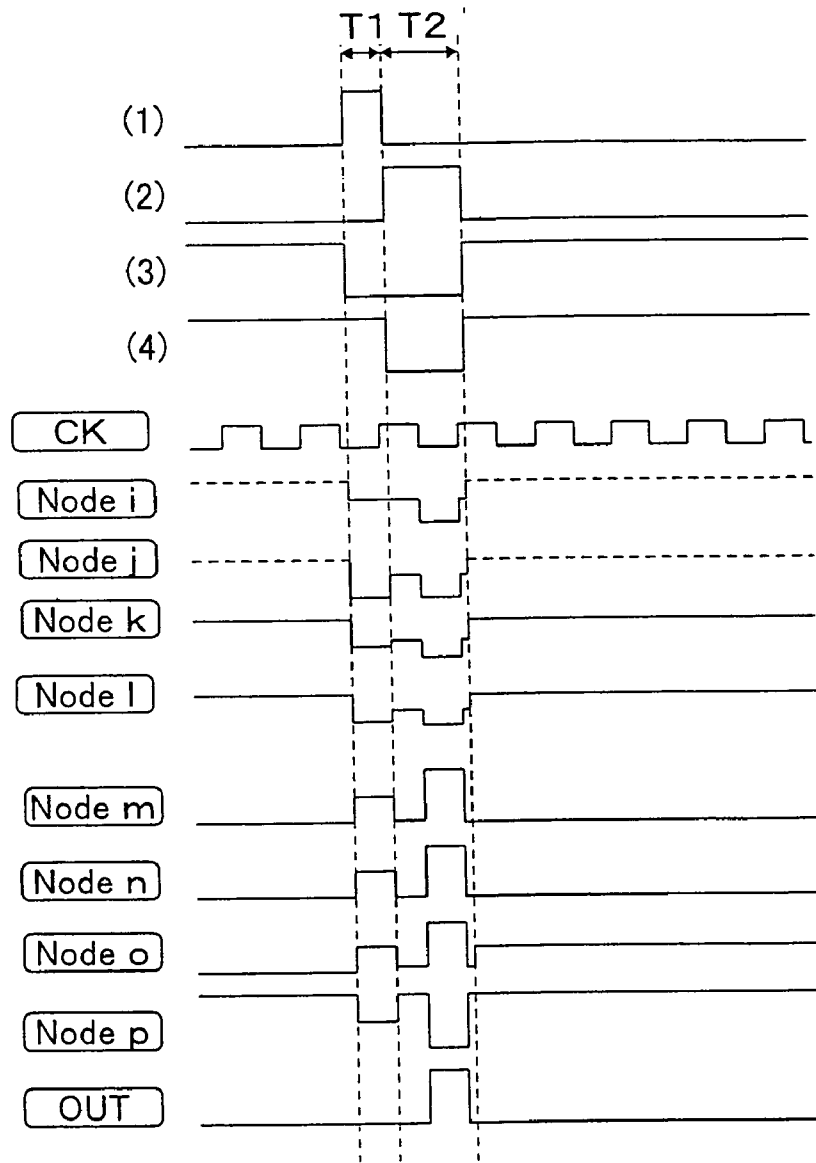 T1 T2
(1)
(2)
(3)
(4)
CK
Node i
Node j
Node k
Node l
Node m
Node n
Node o
Node p
OUT